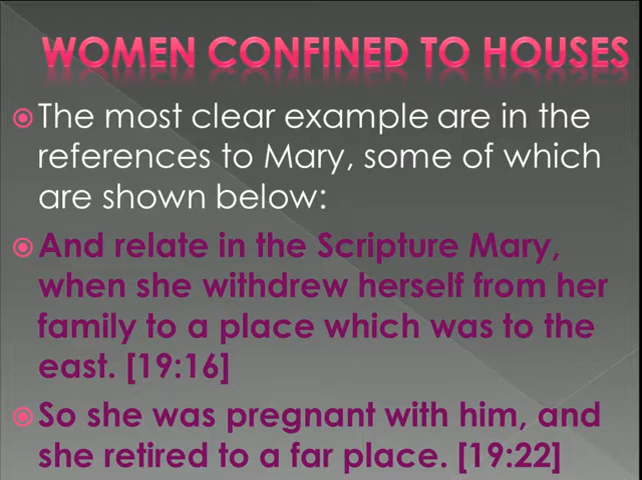 WOMEN CONFINED TO HOUSES
The most clear example are in the
references to Mary, some of which
are shown below:
And relate in the Scripture Mary,
when she withdrew herself from her
family to a place which was to the
east. [19:16]
So she was pregnant with him, and
she retired to a far place. [19:22]